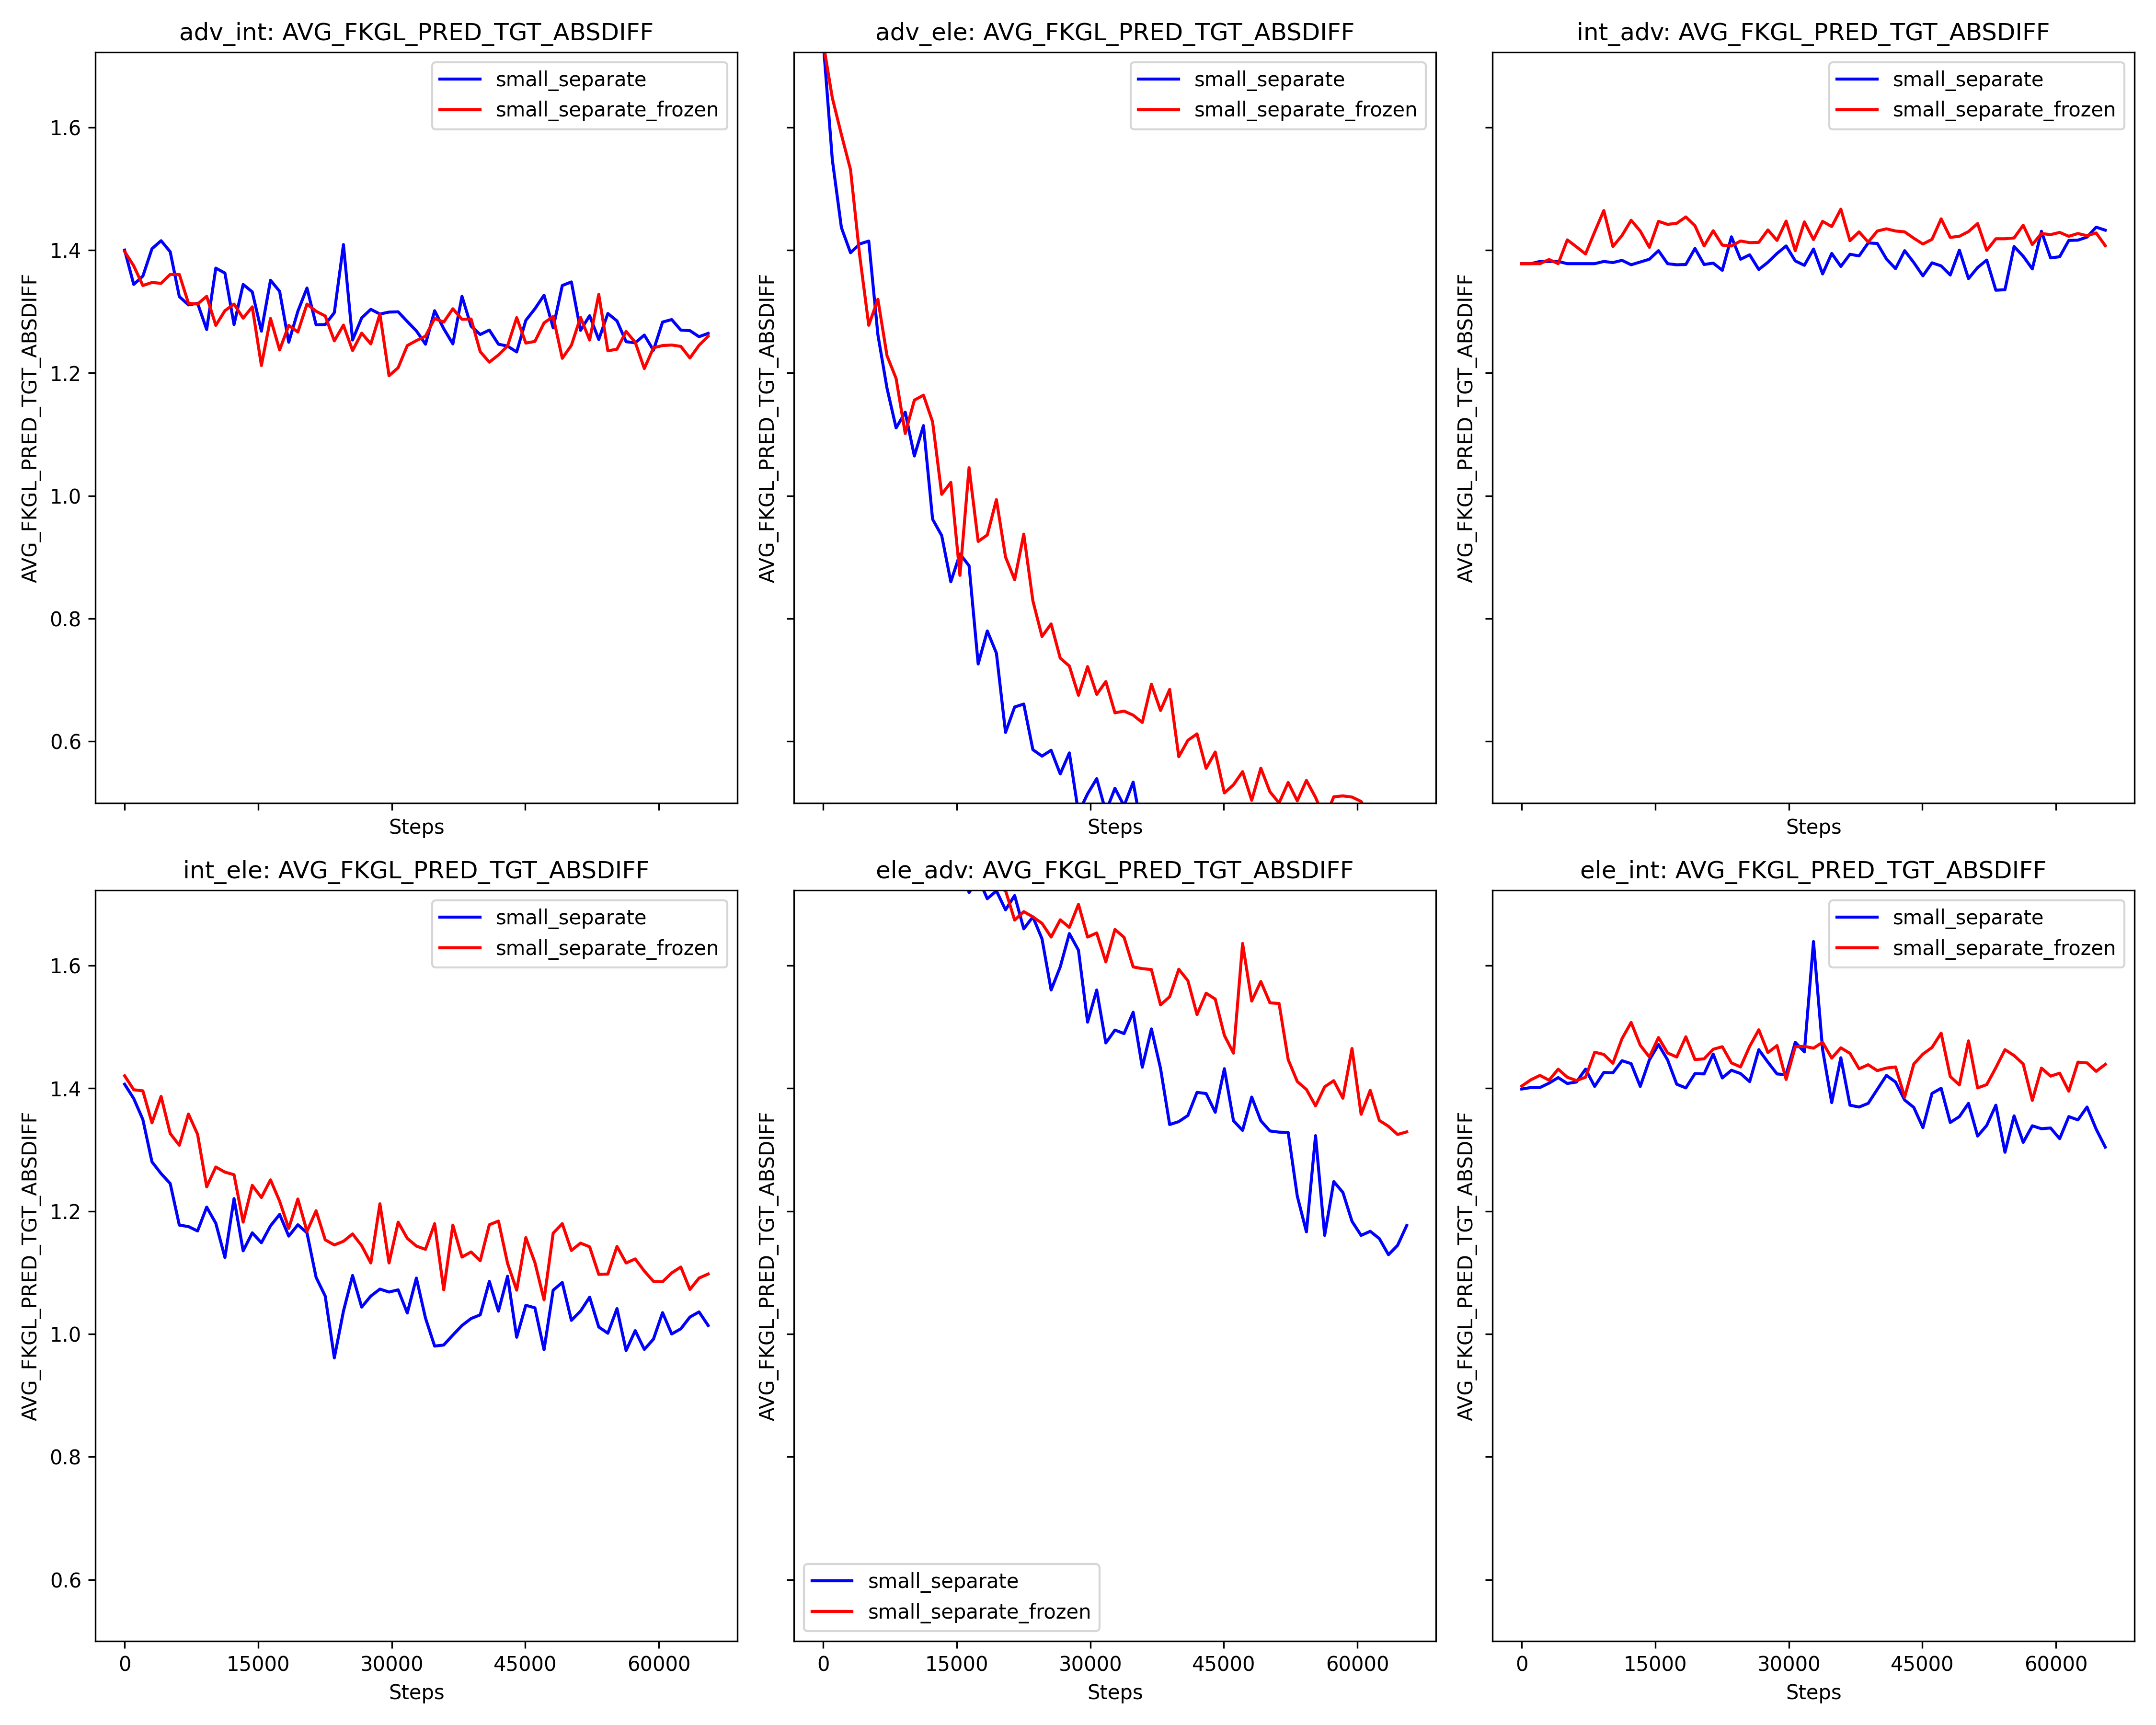 adv_int: AVG_FKGL_PRED_TGT_ABSDIFF
small_separate
small_separate_frozen
AVG_FKGL_PRED_TGT_ABSDIFF
1.6
1.4
1.2
1.0
0.8
0.6
Steps
adv_ele: AVG_FKGL_PRED_TGT_ABSDIFF
small_separate
small_separate_frozen
AVG_FKGL_PRED_TGT_ABSDIFF
Steps
int_adv: AVG_FKGL_PRED_TGT_ABSDIFF
small_separate
small_separate_frozen
AVG_FKGL_PRED_TGT_ABSDIFF
Steps
int_ele: AVG_FKGL_PRED_TGT_ABSDIFF
small_separate
small_separate_frozen
AVG_FKGL_PRED_TGT_ABSDIFF
1.6
1.4
1.2
1.0
0.8
0.6
0 15000 30000 45000 60000
Steps
ele_adv: AVG_FKGL_PRED_TGT_ABSDIFF
AVG_FKGL_PRED_TGT_ABSDIFF
small_separate
small_separate_frozen
0 15000 30000 45000 60000
Steps
ele_int: AVG_FKGL_PRED_TGT_ABSDIFF
small_separate
small_separate_frozen
AVG_FKGL_PRED_TGT_ABSDIFF
0 15000 30000 45000 60000
Steps